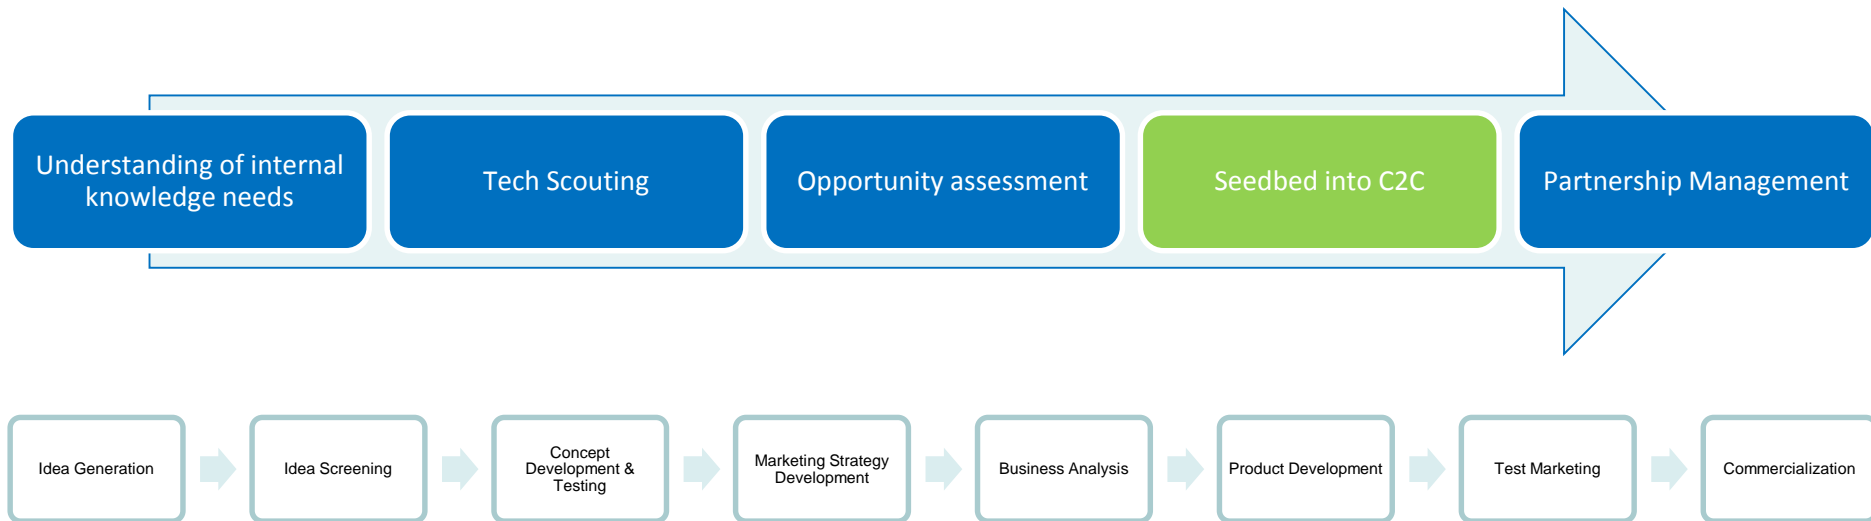 Understanding of internal
knowledge needs
Tech Scouting
Opportunity assessment
Seedbed into C2C
Partnership Management
Idea Generation
Idea Screening
Concept
Development &
Testing
Marketing Strategy
Development
Business Analysis
Product Development
Test Marketing
Commercialization